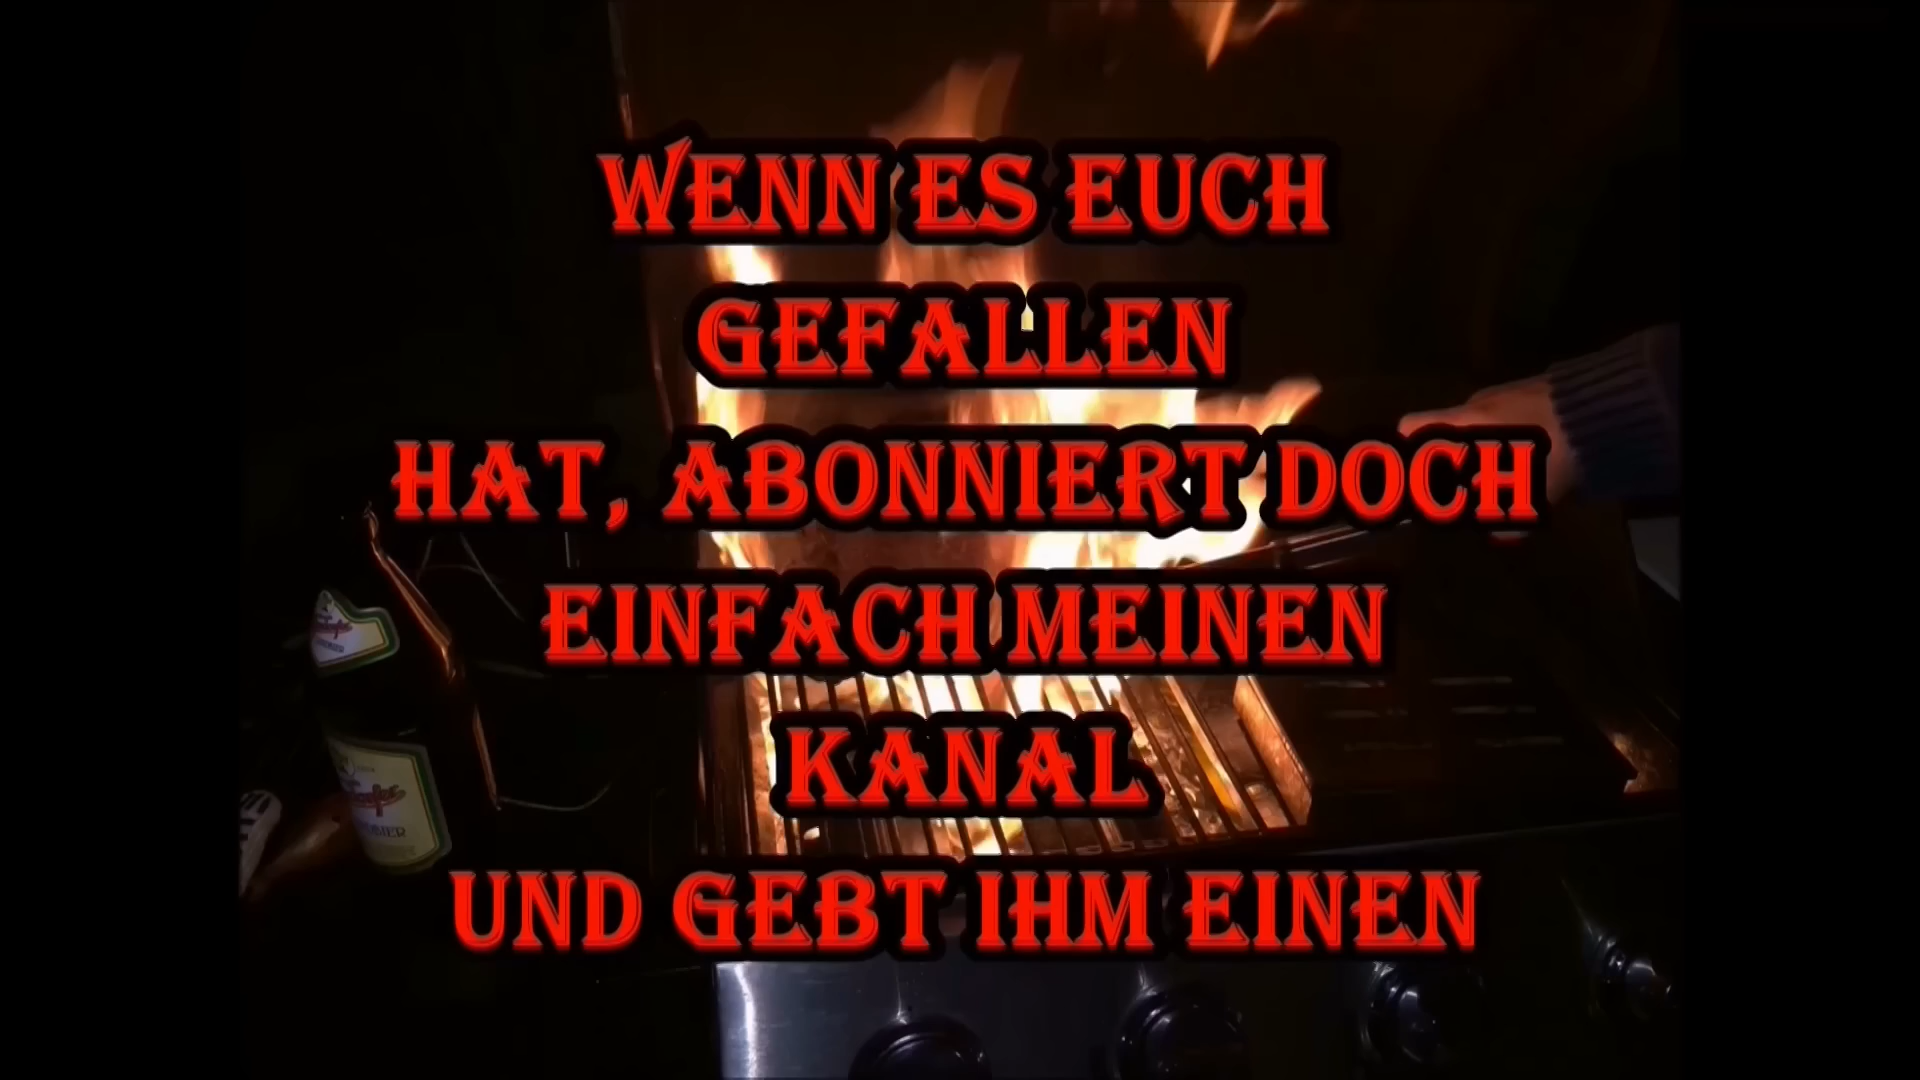 WENN ES EUCH
GEFALLEN
HAT, ABONNIERT DOCH
EINFACH MEINEN
KANAL
UND GEBT IHM EINEN